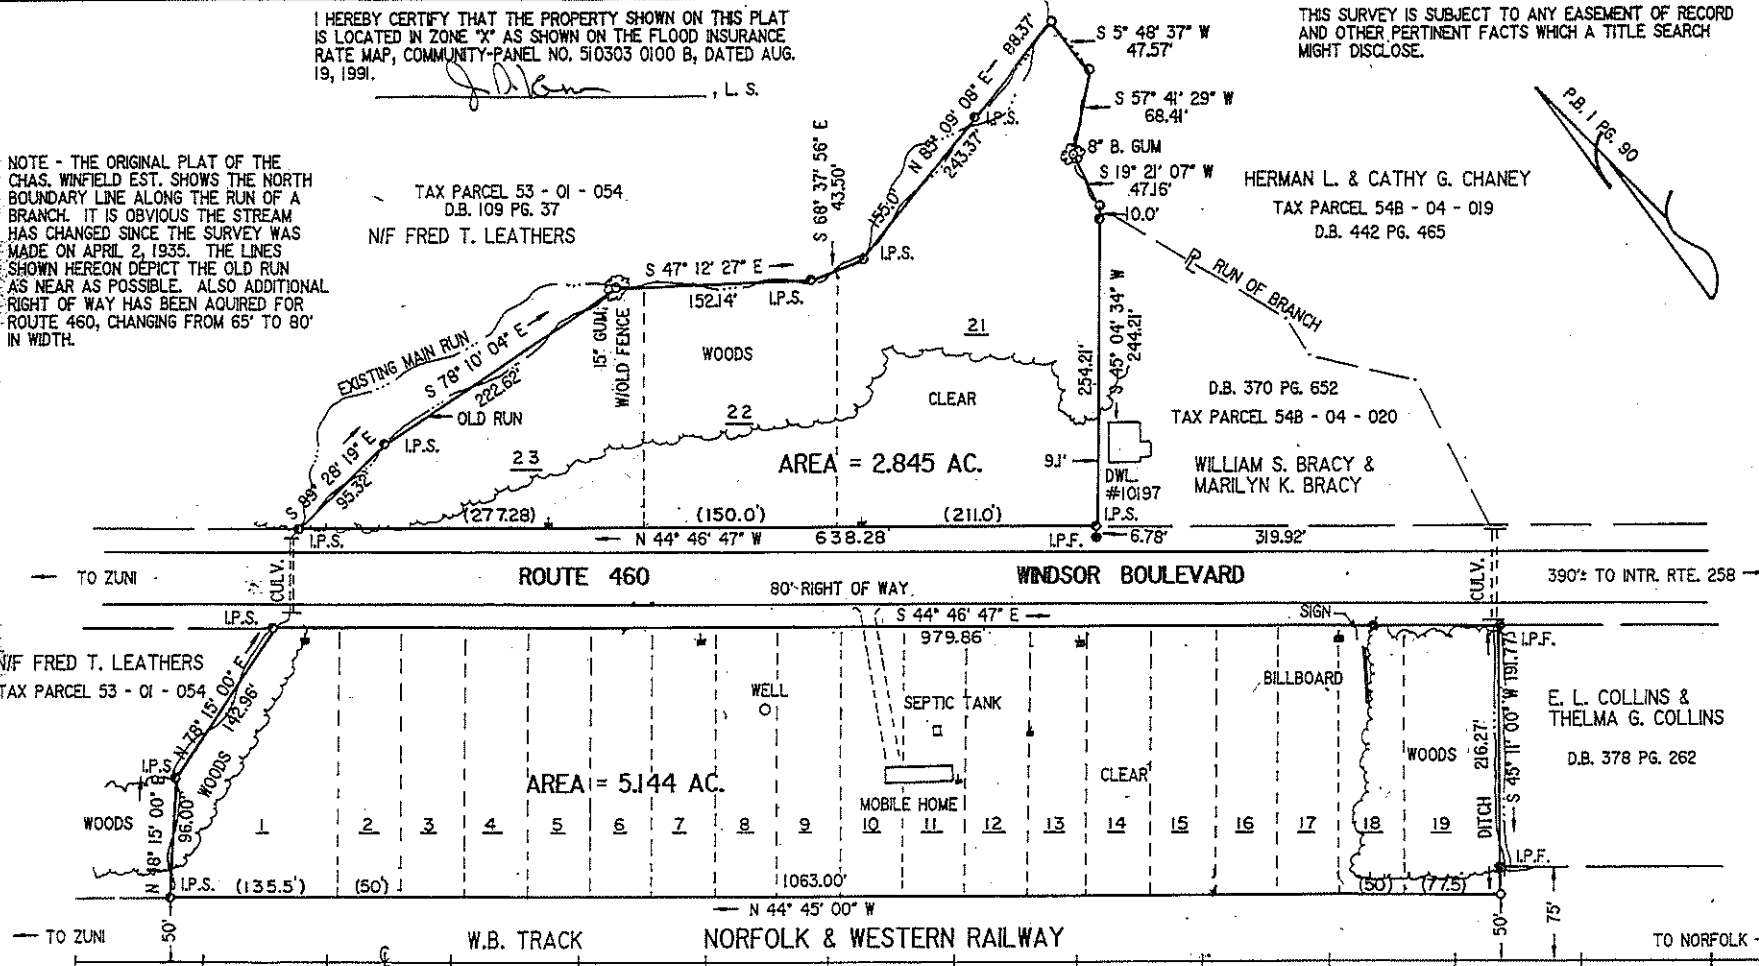 I HEREBY CERTIFY THAT THE PROPERTY SHOWN ON THIS PLAT
IS LOCATED IN ZONE "X" AS SHOWN ON THE FLOOD INSURANCE
RATE MAP, COMMUNITY-PANEL NO. 510303 0100 B, DATED AUG.
19, 1991.
, L. S.
THIS SURVEY IS SUBJECT TO ANY EASEMENT OF RECORD
AND OTHER PERTINENT FACTS WHICH A TITLE SEARCH
MIGHT DISCLOSE.
P.B. 1 PG. 90
NOTE - THE ORIGINAL PLAT OF THE
CHAS. WINFIELD EST. SHOWS THE NORTH
BOUNDARY LINE ALONG THE RUN OF A
BRANCH. IT IS OBVIOUS THE STREAM
HAS CHANGED SINCE THE SURVEY WAS
MADE ON APRIL 2, 1935. THE LINES
SHOWN HEREON DEPICT THE OLD RUN
AS NEAR AS POSSIBLE. ALSO ADDITIONAL
RIGHT OF WAY HAS BEEN AQUIRED FOR
ROUTE 460, CHANGING FROM 65' TO 80'
IN WIDTH.
TAX PARCEL 53 - 01 - 054
D.B. 109 PG. 37
N/F FRED T. LEATHERS
S 68° 37' 56" E
43.50'
N 83° 09' 08" E
88.37'
243.37'
155.0'
I.P.S.
I.P.S.
S 5° 48' 37" W
47.57'
S 57° 41' 29" W
68.41'
8" B. GUM
S 19° 21' 07" W
47.16'
10.0'
HERMAN L. & CATHY G. CHANEY
TAX PARCEL 54B - 04 - 019
D.B. 442 PG. 465
P/L RUN OF BRANCH
S 47° 12' 27" E
152.14'
I.P.S.
EXISTING MAIN RUN
S 78° 10' 04" E
222.62'
OLD RUN
15" GUM
W/OLD FENCE
WOODS
21
CLEAR
22
23
254.21'
S 45° 04' 34" W
244.21'
D.B. 370 PG. 652
TAX PARCEL 54B - 04 - 020
WILLIAM S. BRACY &
MARILYN K. BRACY
I.P.S.
S 99° 28' 19" E
95.32'
AREA = 2.845 AC.
9.1'
DWL.
#10197
(277.28)
(150.0')
(211.0')
I.P.S.
I.P.S.
N 44° 46' 47" W
638.28'
I.P.F.
6.78'
319.92'
TO ZUNI
CULV.
ROUTE 460
WINDSOR BOULEVARD
CULV.
390'± TO INTR. RTE. 258
80' RIGHT OF WAY
I.P.S.
S 44° 46' 47" E
979.86'
SIGN
I.P.F.
N/F FRED T. LEATHERS
TAX PARCEL 53 - 01 - 054
N 78° 15' 00" E
142.96'
WOODS
WELL
SEPTIC TANK
BILLBOARD
E. L. COLLINS &
THELMA G. COLLINS
D.B. 378 PG. 262
S 45° 11' 00" W 191.77'
216.27'
DITCH
WOODS
I.P.S.
AREA = 5.144 AC.
CLEAR
MOBILE HOME
WOODS
N 48° 15' 00" E
96.00'
1 2 3 4 5 6 7 8 9 10 11 12 13 14 15 16 17 18 19
I.P.F.
I.P.S.
(135.5')
(50')
1063.00'
(50')
(77.5)
N 44° 45' 00" W
50'
50'
75'
TO ZUNI
W.B. TRACK
NORFOLK & WESTERN RAILWAY
TO NORFOLK